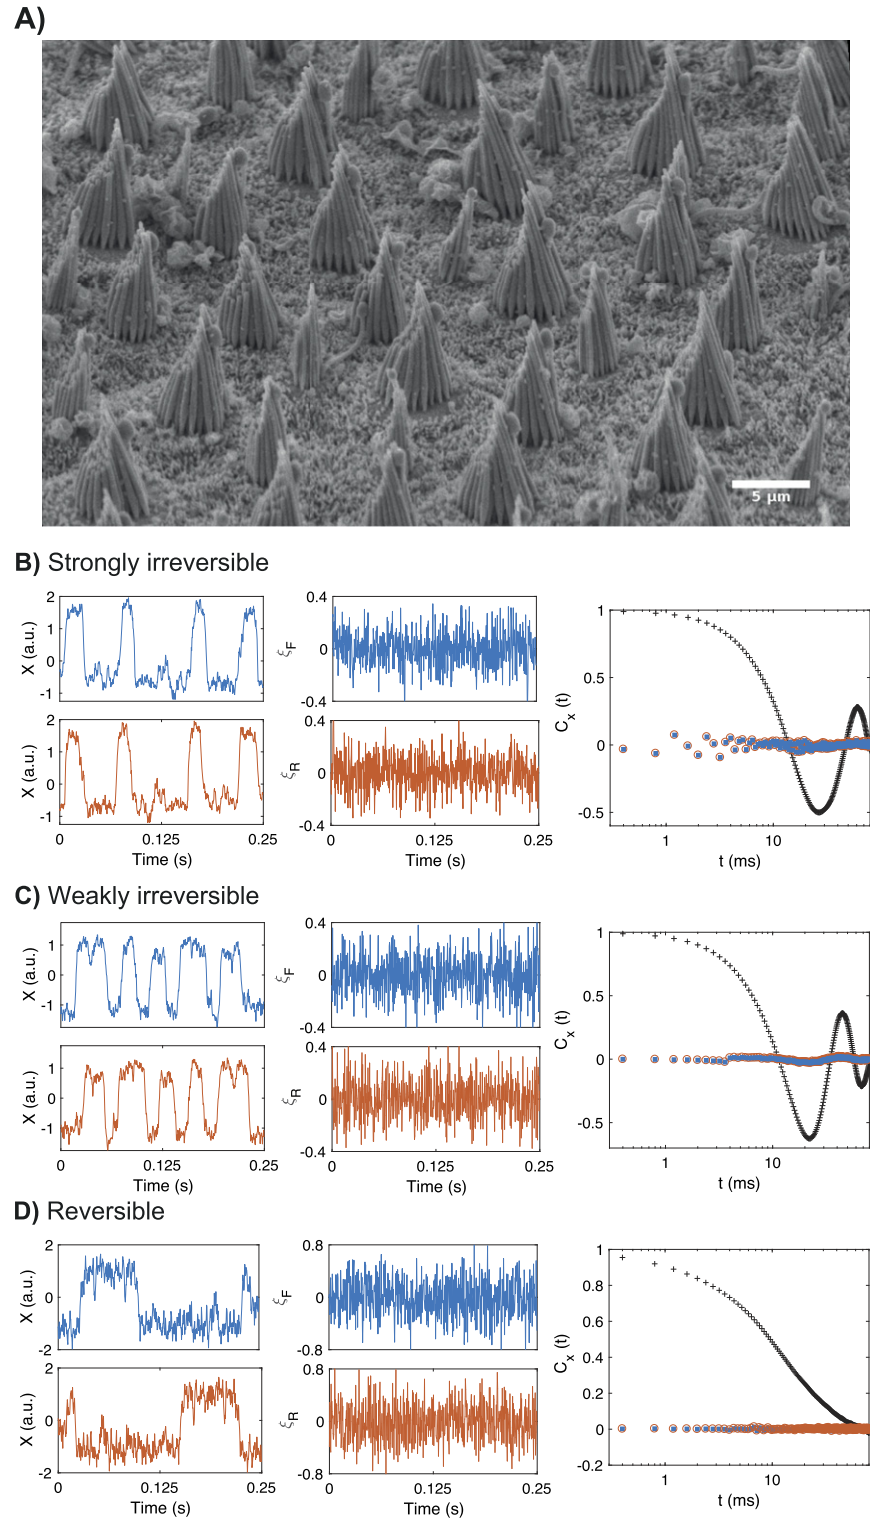 A)
5 μm
B) Strongly irreversible
2
1
0
-1
X (a.u.)
0.4
0
-0.4
ξF
2
1
0
-1
X (a.u.)
0
0.125
0.25
Time (s)
0.4
0
-0.4
ξR
0
0.125
0.25
Time (s)
1
0.5
0
-0.5
Cx (t)
1
10
t (ms)
C) Weakly irreversible
1
0
-1
X (a.u.)
0.4
0
-0.4
ξF
1
0
-1
X (a.u.)
0
0.125
0.25
Time (s)
0.4
0
-0.4
ξR
0
0.125
0.25
Time (s)
1
0.5
0
-0.5
Cx (t)
1
10
t (ms)
D) Reversible
2
0
-2
X (a.u.)
0.8
0
-0.8
ξF
2
0
-2
X (a.u.)
0
0.125
0.25
Time (s)
0.8
0
-0.8
ξR
0
0.125
0.25
Time (s)
1
0.8
0.6
0.4
0.2
0
-0.2
Cx (t)
1
10
t (ms)